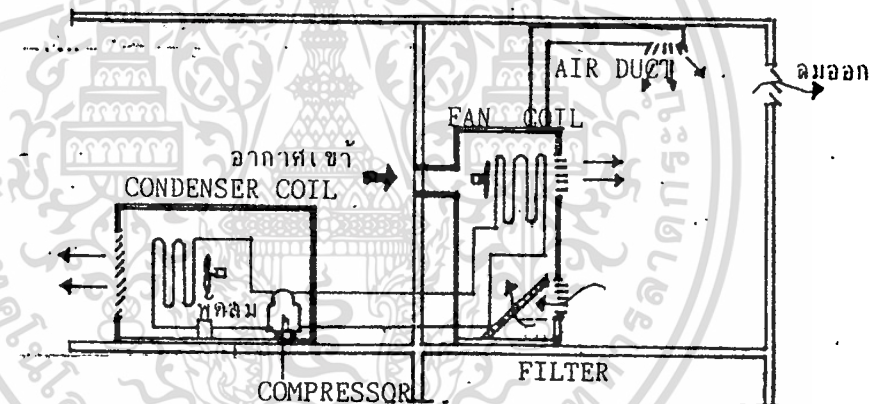 AIR DUCT
ลมออก
FAN COIL
อากาศเข้า
CONDENSER COIL
พัดลม
COMPRESSOR
FILTER